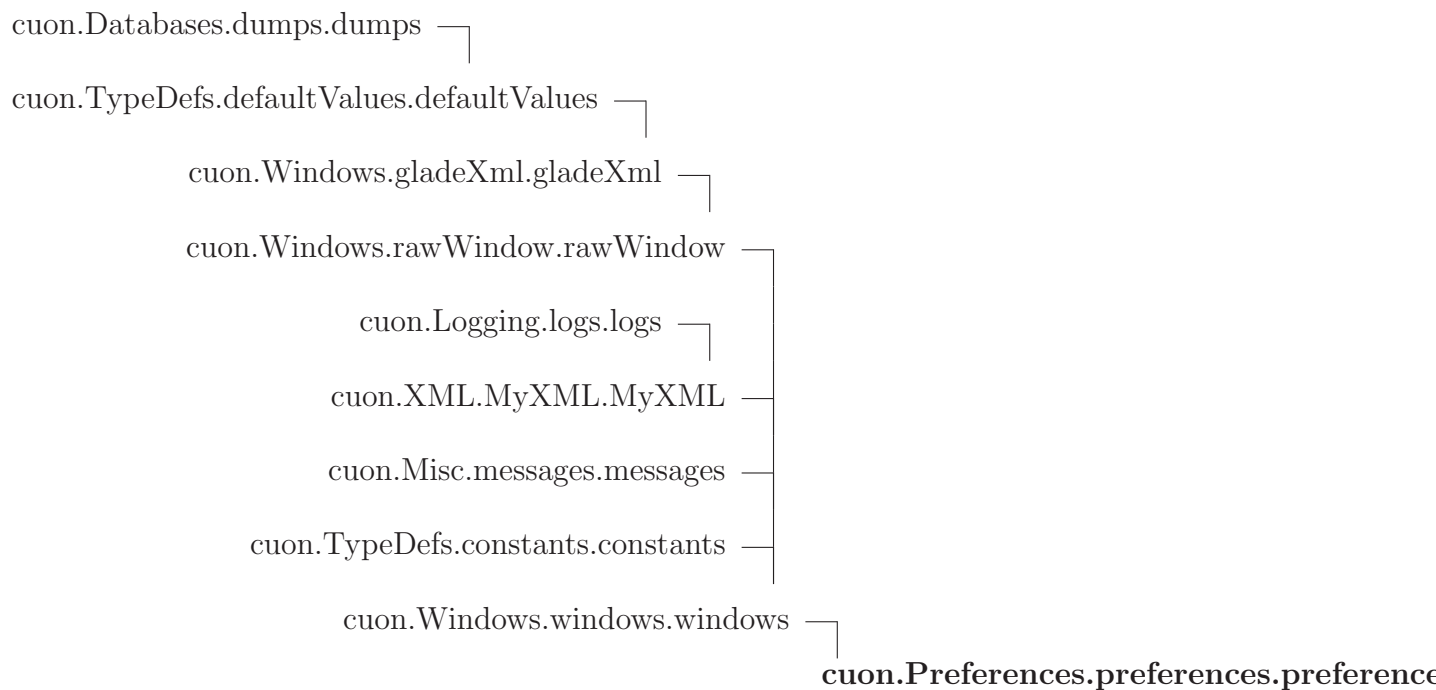 cuon.Databases.dumps.dumps
cuon.TypeDefs.defaultValues.defaultValues
cuon.Windows.gladeXml.gladeXml
cuon.Windows.rawWindow.rawWindow
cuon.Logging.logs.logs
cuon.XML.MyXML.MyXML
cuon.Misc.messages.messages
cuon.TypeDefs.constants.constants
cuon.Windows.windows.windows
cuon.Preferences.preferences.preference